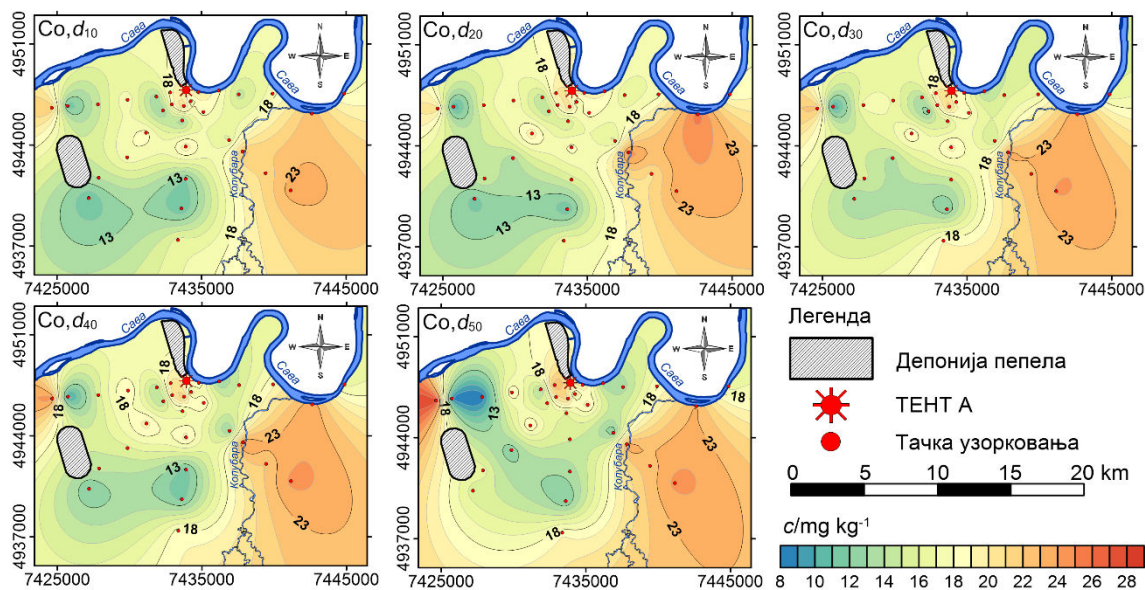 Co, d10
Сава
Сава
Колубара
N
W E
S
18
18
18
13
13
23
4951000
4944000
4937000
7425000 7435000 7445000
Co, d20
Сава
Сава
Колубара
N
W E
S
18
18
18
13
13
23
23
4951000
4944000
4937000
7425000 7435000 7445000
Co, d30
Сава
Сава
Колубара
N
W E
S
18
18
18
23
23
4951000
4944000
4937000
7425000 7435000 7445000
Co, d40
Сава
Сава
Колубара
N
W E
S
18
18
18
18
13
23
23
4951000
4944000
4937000
7425000 7435000 7445000
Co, d50
Сава
Сава
Колубара
N
W E
S
18
18
18
18
13
13
23
23
4951000
4944000
4937000
7425000 7435000 7445000
Легенда
Депонија пепела
ТЕНТ А
Тачка узорковања
0 5 10 15 20 km
c/mg kg-1
8 10 12 14 16 18 20 22 24 26 28